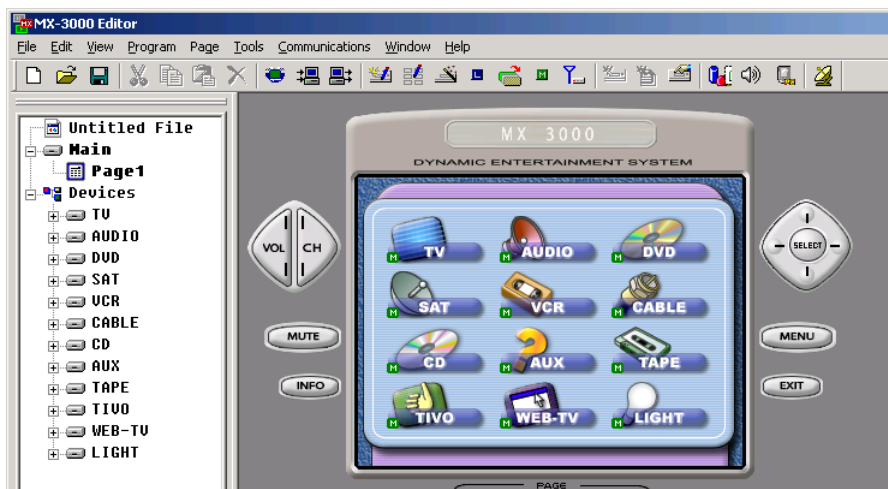 MX-3000 Editor
File Edit View Program Page Tools Communications Window Help
Untitled File
Main
Page1
Devices
TV
AUDIO
DVD
SAT
VCR
CABLE
CD
AUX
TAPE
TIVO
WEB-TV
LIGHT
MX 3000
DYNAMIC ENTERTAINMENT SYSTEM
VOL CH
MUTE
INFO
M TV M AUDIO M DVD
M SAT M VCR M CABLE
M CD M AUX M TAPE
M TIVO M WEB-TV M LIGHT
SELECT
MENU
EXIT
PAGE